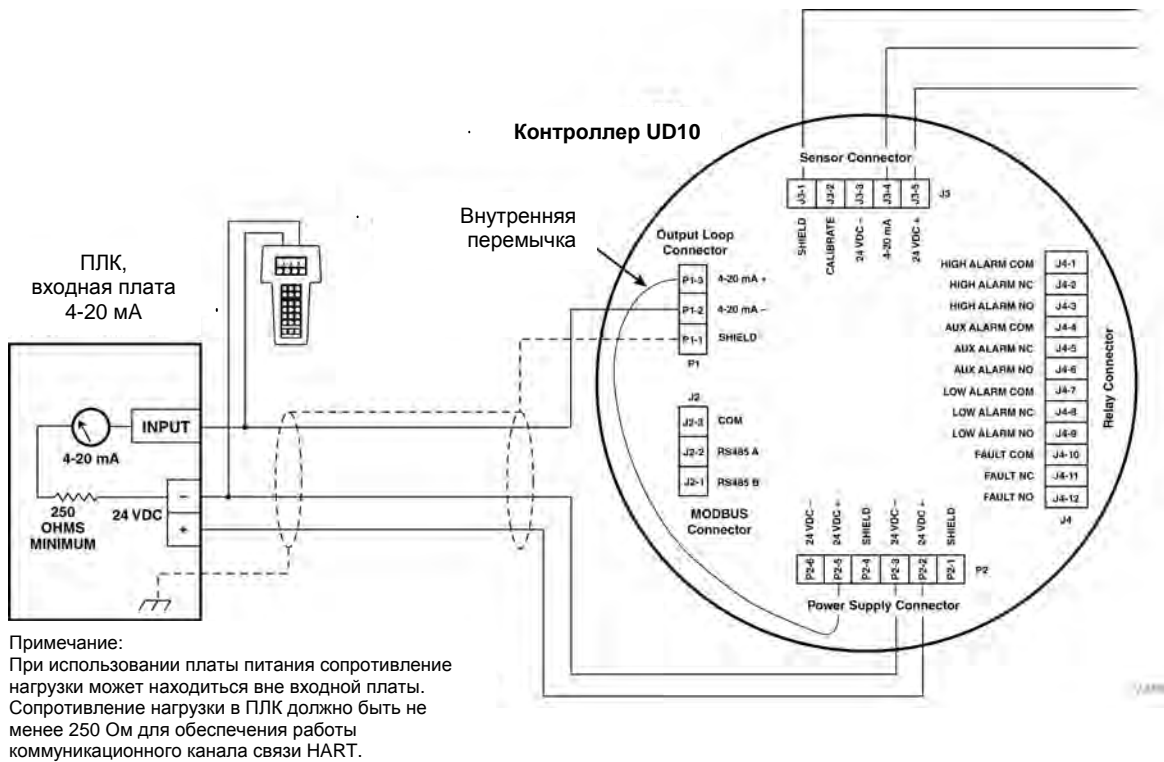 Контроллер UD10
Sensor Connector
J3-1
J3-2
J3-3
J3-4
J3-5
J3
SHIELD
CALIBRATE
24 VDC –
4-20 mA
24 VDC +
Внутренняя
перемычка
Output Loop
Connector
P1-3 4-20 mA +
P1-2 4-20 mA –
P1-1 SHIELD
P1
J2
J2-3 COM
J2-2 RS485 A
J2-1 RS485 B
MODBUS
Connector
HIGH ALARM COM J4-1
HIGH ALARM NC J4-2
HIGH ALARM NO J4-3
AUX ALARM COM J4-4
AUX ALARM NC J4-5
AUX ALARM NO J4-6
LOW ALARM COM J4-7
LOW ALARM NC J4-8
LOW ALARM NO J4-9
FAULT COM J4-10
FAULT NC J4-11
FAULT NO J4-12
J4
Relay Connector
24 VDC –
24 VDC +
SHIELD
24 VDC –
24 VDC +
SHIELD
P2-6
P2-5
P2-4
P2-3
P2-2
P2-1
P2
Power Supply Connector
ПЛК,
входная плата
4-20 мА
INPUT
4-20 mA
–
24 VDC
+
250
OHMS
MINIMUM
Примечание:
При использовании платы питания сопротивление
нагрузки может находиться вне входной платы.
Сопротивление нагрузки в ПЛК должно быть не
менее 250 Ом для обеспечения работы
коммуникационного канала связи HART.